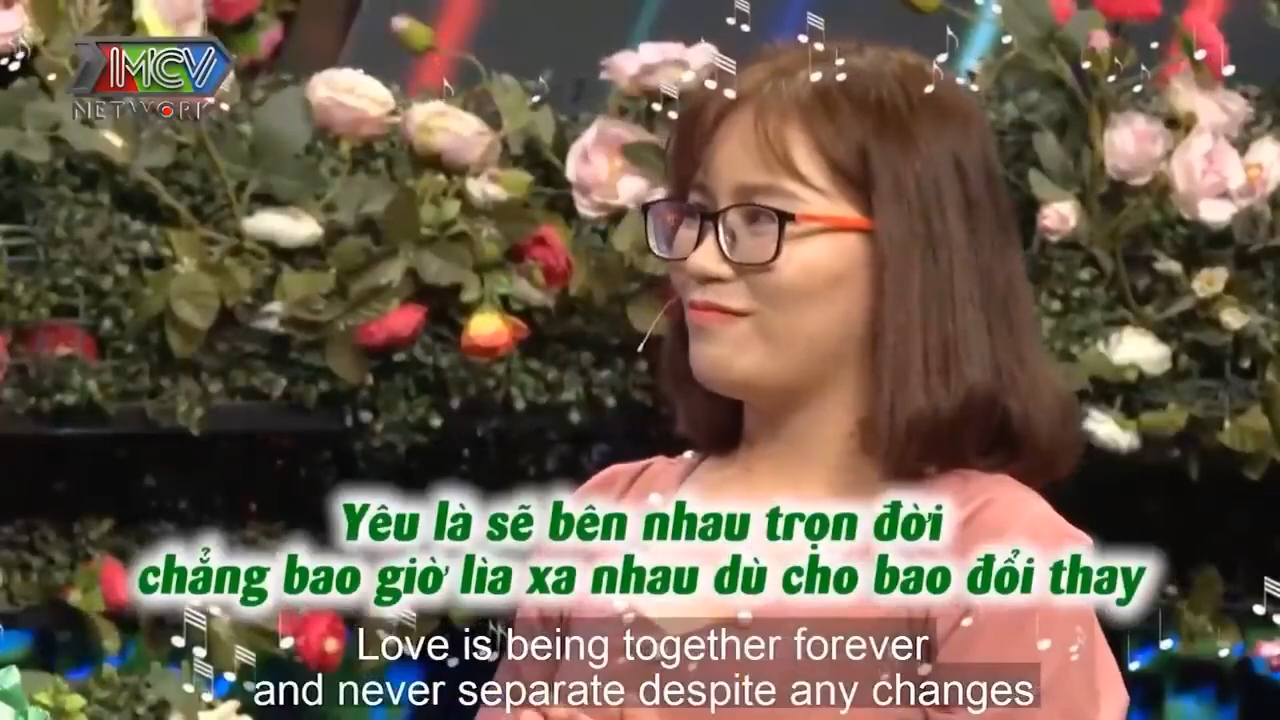 MCV
NETWORK
Yêu là sẽ bên nhau trọn đời
chẳng bao giờ lìa xa nhau dù cho bao đổi thay
Love is being together forever
and never separate despite any changes